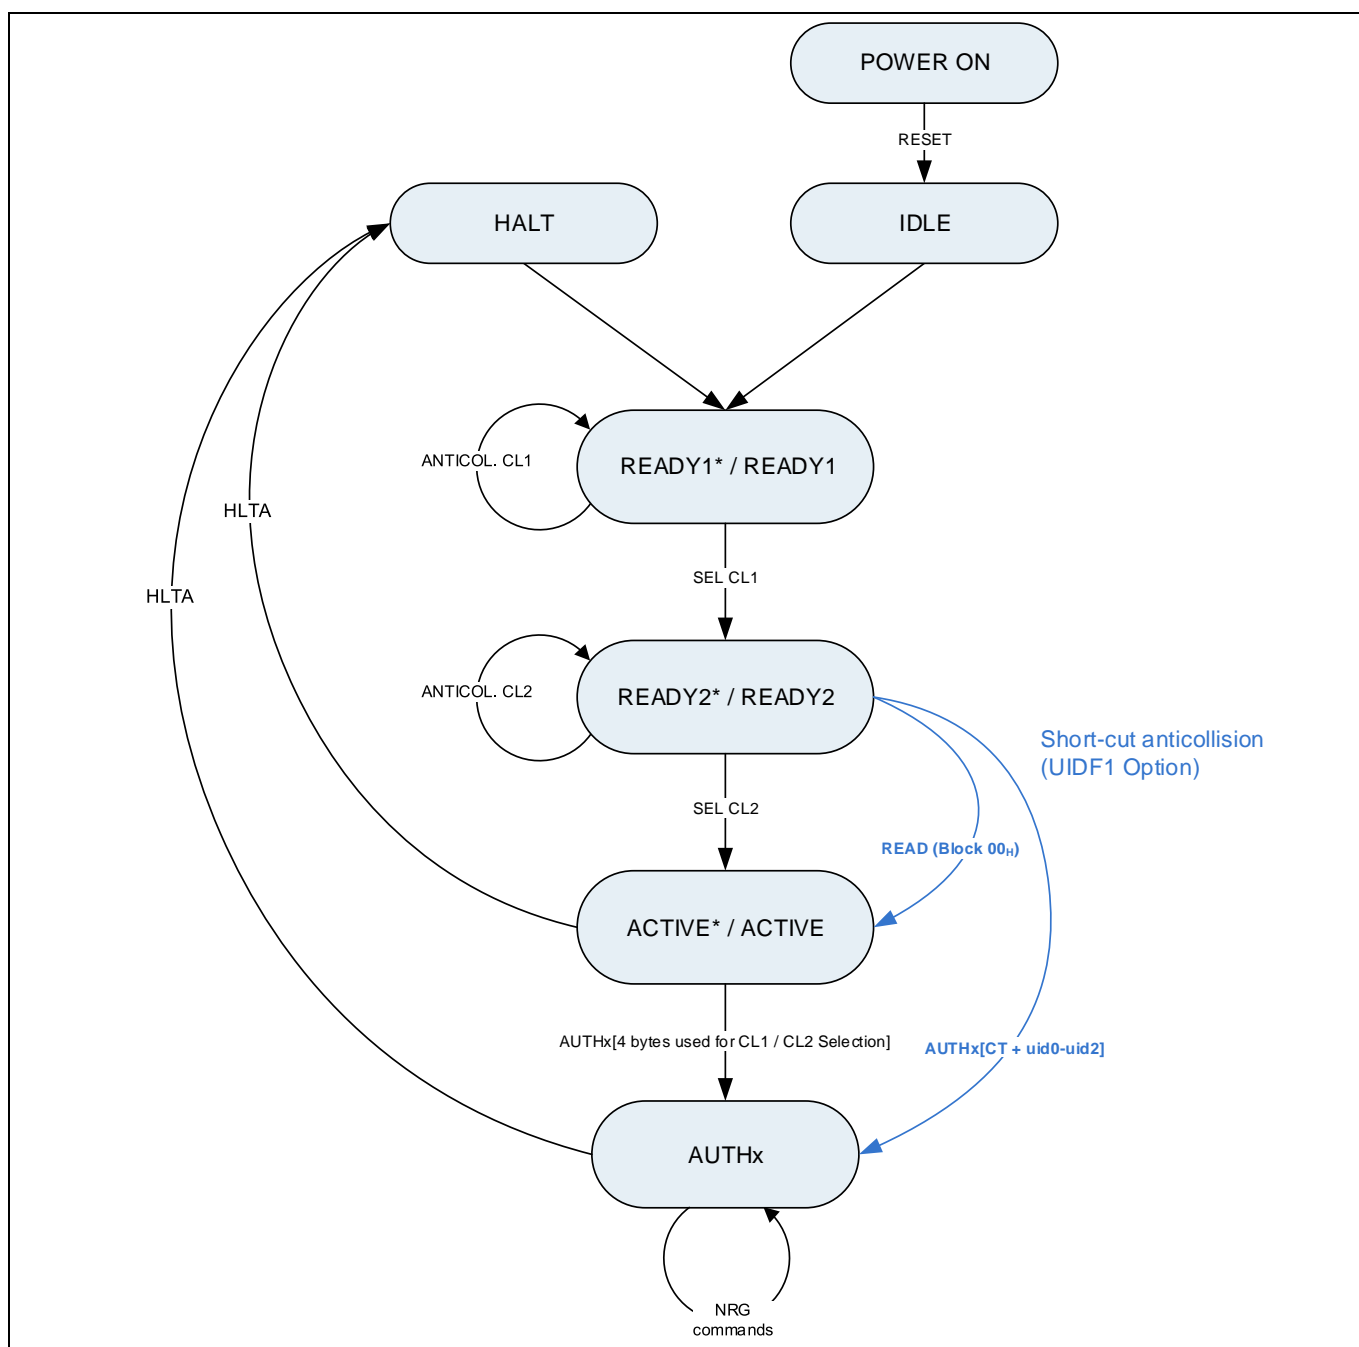 POWER ON
RESET
HALT
IDLE
ANTICOL. CL1
READY1* / READY1
HLTA
SEL CL1
HLTA
ANTICOL. CL2
READY2* / READY2
Short-cut anticollision
(UIDF1 Option)
SEL CL2
READ (Block 00H)
ACTIVE* / ACTIVE
AUTHx[4 bytes used for CL1 / CL2 Selection]
AUTHx[CT + uid0-uid2]
AUTHx
NRG
commands